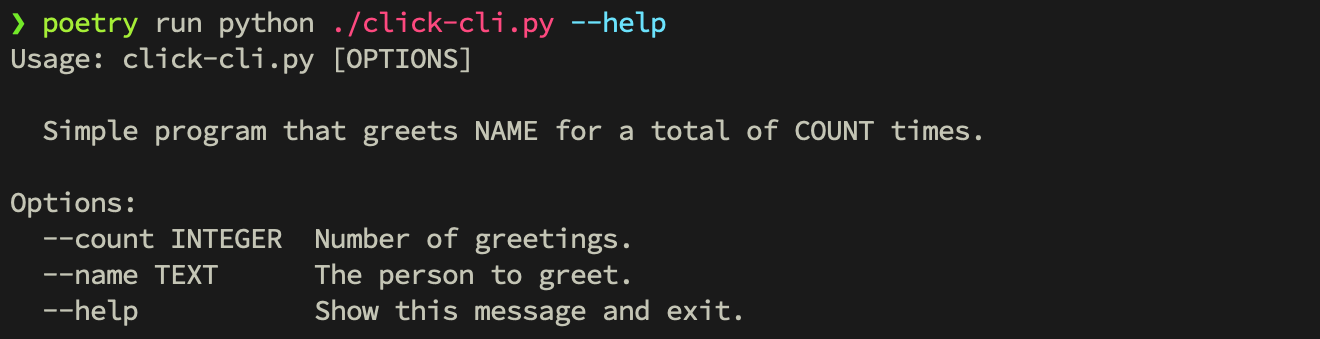 ❯ poetry run python ./click-cli.py --help
Usage: click-cli.py [OPTIONS]
Simple program that greets NAME for a total of COUNT times.
Options:
--count INTEGER  Number of greetings.
--name TEXT      The person to greet.
--help           Show this message and exit.